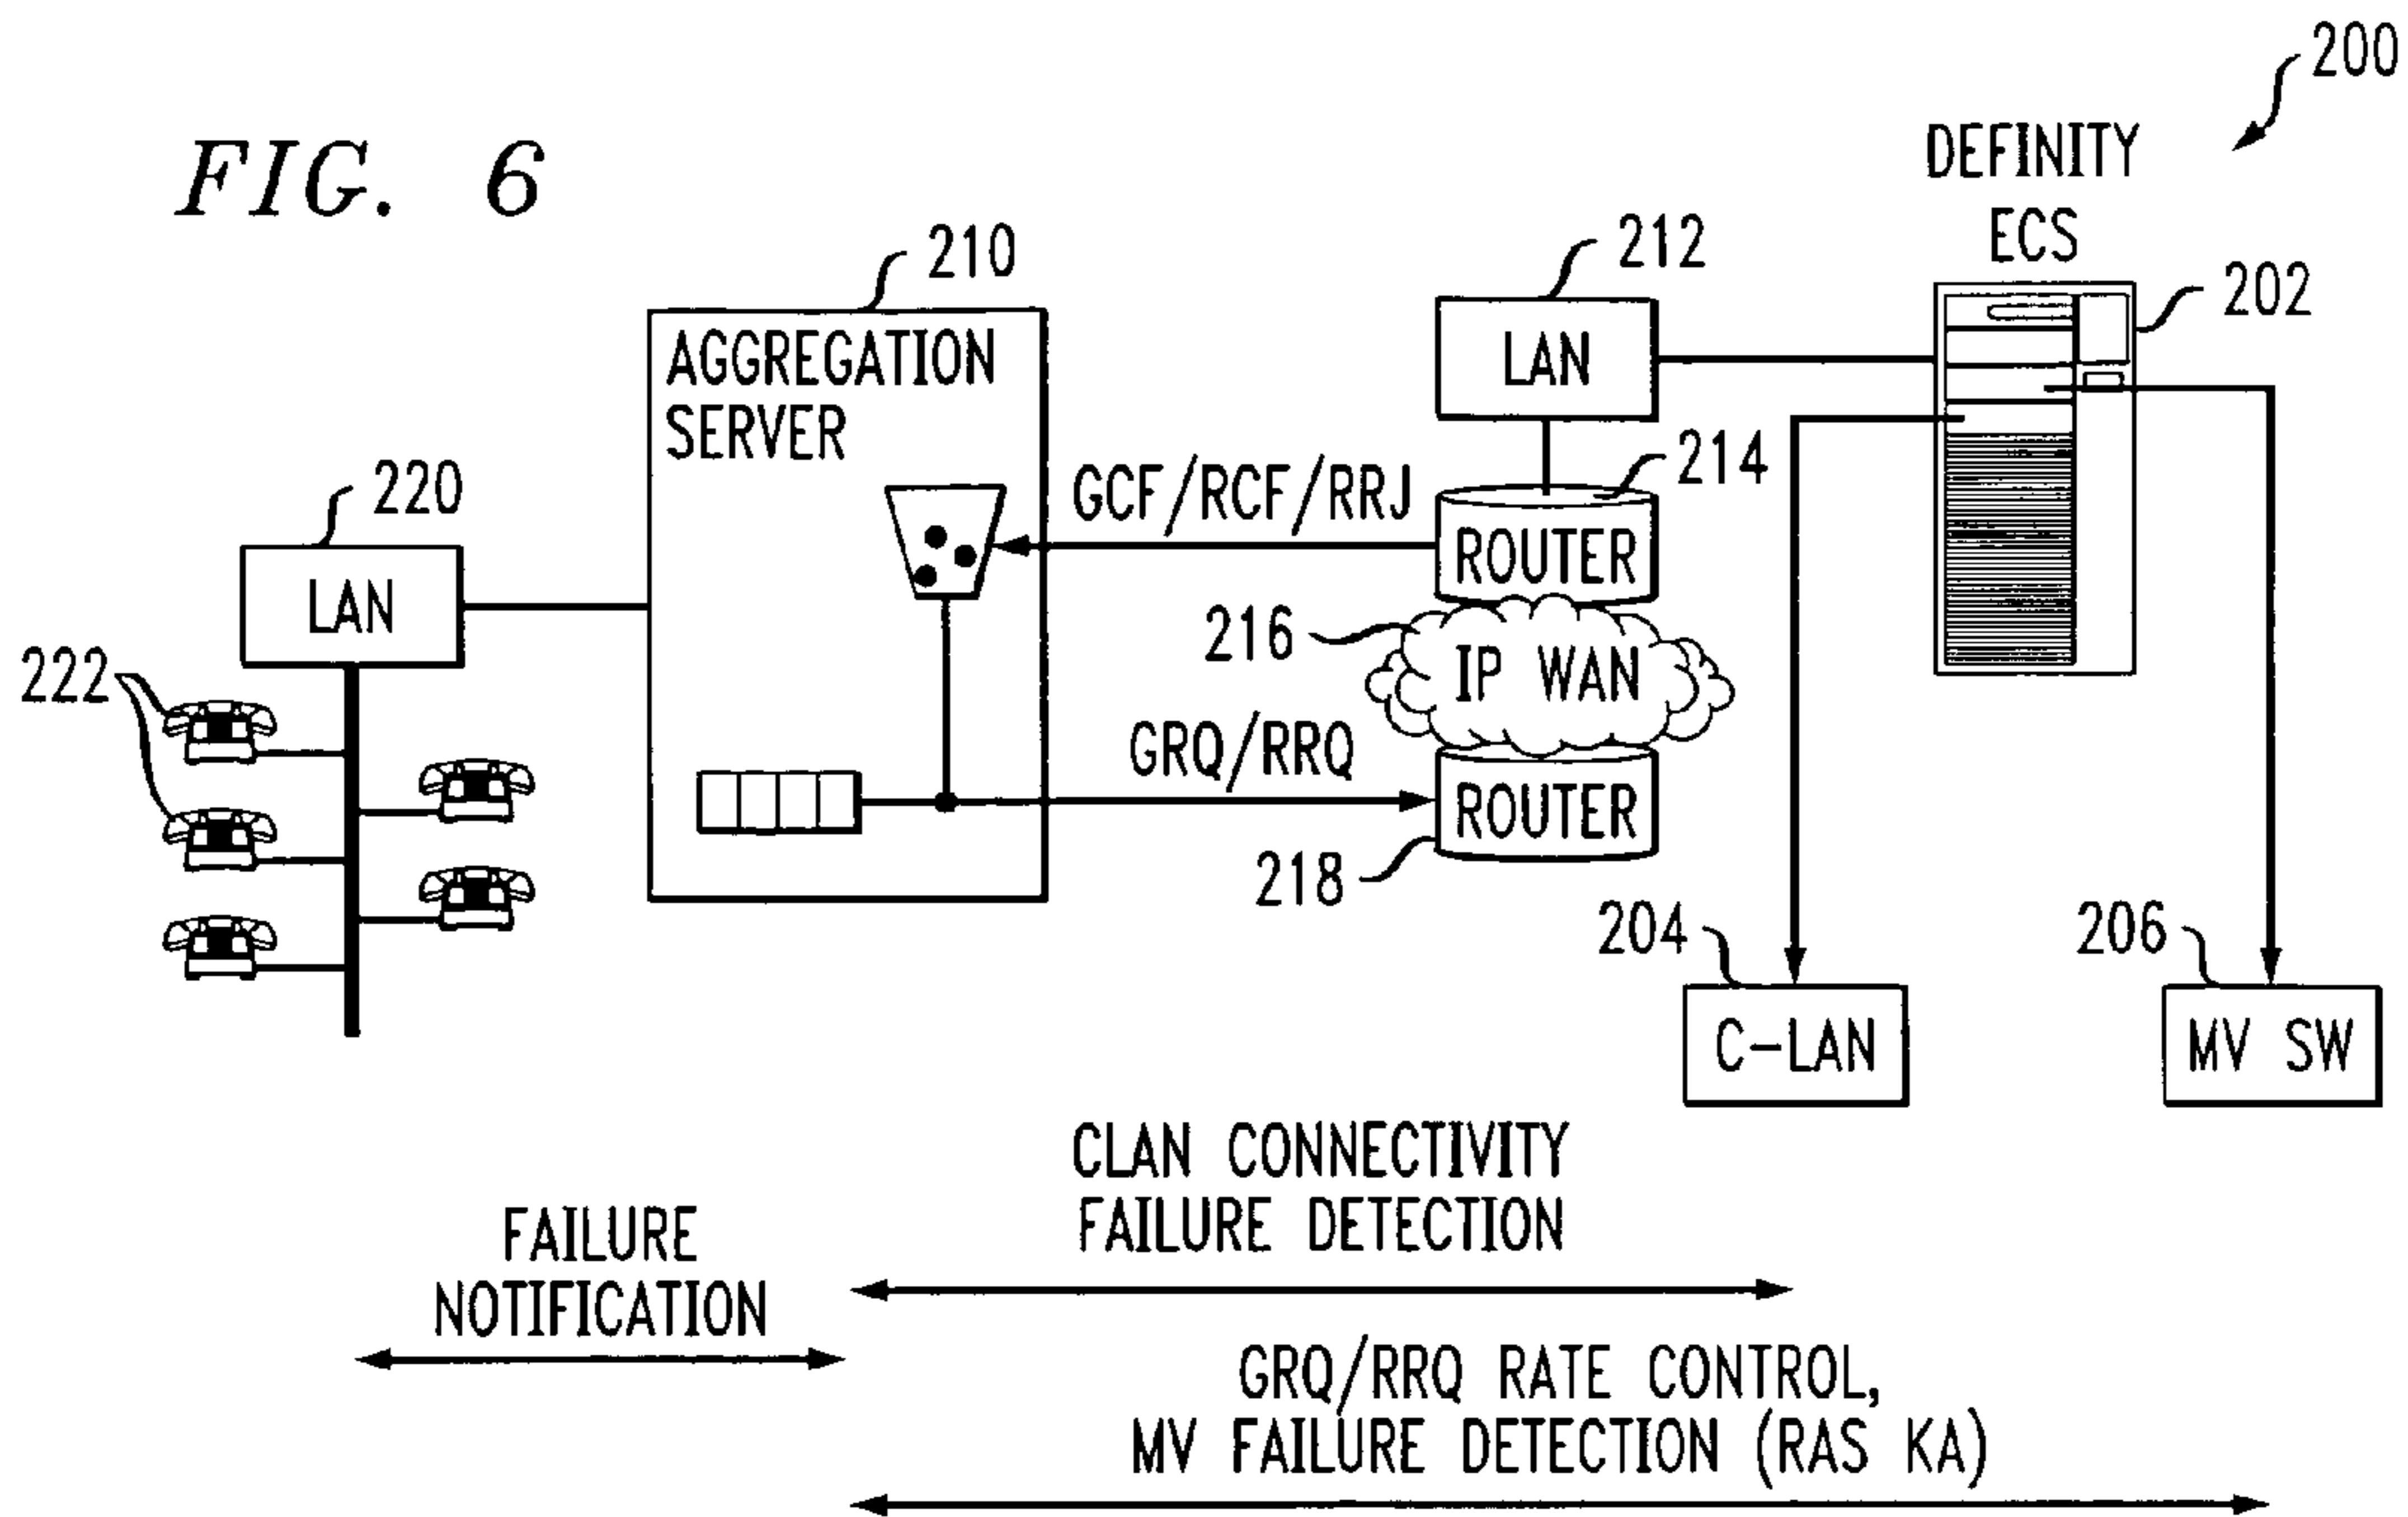 200
FIG. 6
DEFINITY
ECS
202
210
212
AGGREGATION
SERVER
LAN
214
GCF/RCF/RRJ
ROUTER
220
LAN
216
IP WAN
222
GRQ/RRQ
ROUTER
218
204
206
C-LAN
MV SW
CLAN CONNECTIVITY
FAILURE DETECTION
FAILURE
NOTIFICATION
GRQ/RRQ RATE CONTROL,
MV FAILURE DETECTION (RAS KA)